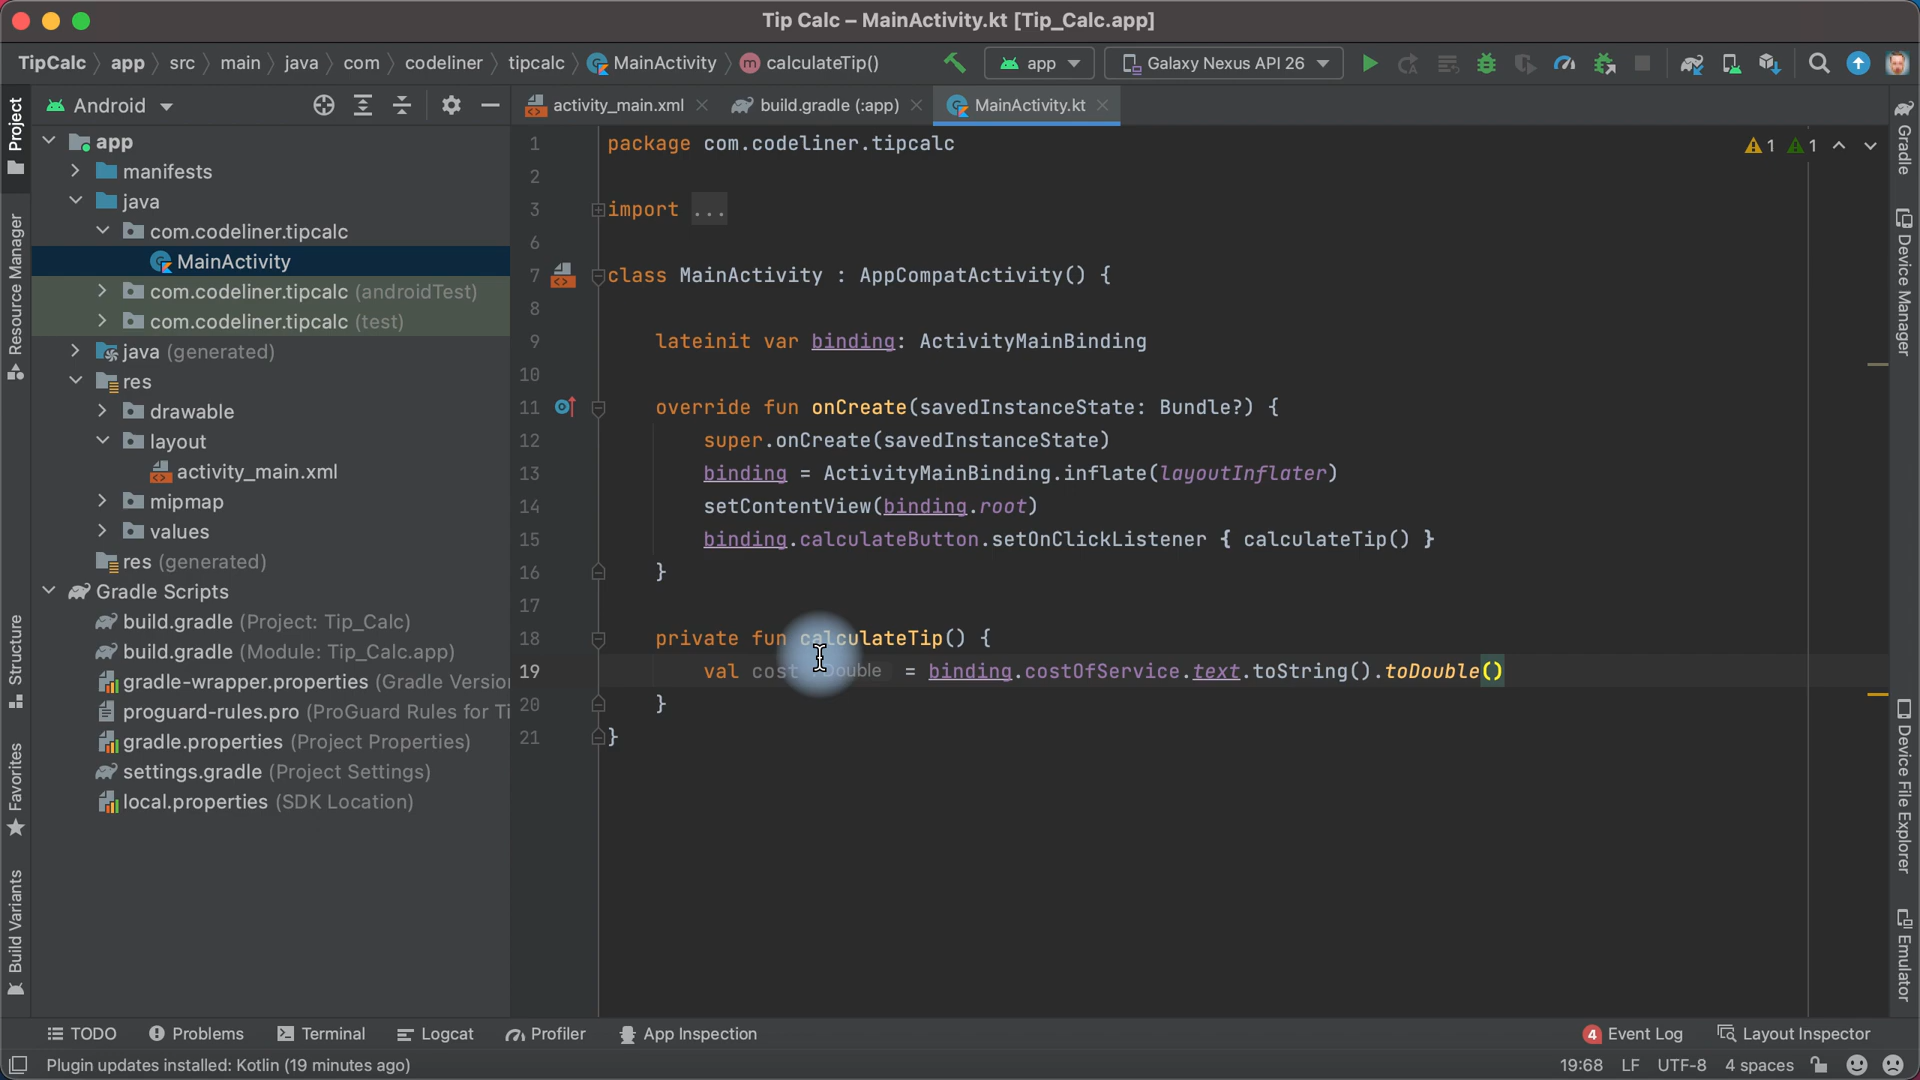 Tip Calc – MainActivity.kt [Tip_Calc.app]
TipCalc app src main java com codeliner tipcalc MainActivity calculateTip() app Galaxy Nexus API 26
Android
activity_main.xml build.gradle (:app) MainActivity.kt
Project
Resource Manager
Structure
Favorites
Build Variants
app
manifests
java
com.codeliner.tipcalc
MainActivity
com.codeliner.tipcalc (androidTest)
com.codeliner.tipcalc (test)
java (generated)
res
drawable
layout
activity_main.xml
mipmap
values
res (generated)
Gradle Scripts
build.gradle (Project: Tip_Calc)
build.gradle (Module: Tip_Calc.app)
gradle-wrapper.properties (Gradle Versio
proguard-rules.pro (ProGuard Rules for Ti
gradle.properties (Project Properties)
settings.gradle (Project Settings)
local.properties (SDK Location)
1 package com.codeliner.tipcalc
2
3 import ...
6
7 class MainActivity : AppCompatActivity() {
8
9 lateinit var binding: ActivityMainBinding
10
11 override fun onCreate(savedInstanceState: Bundle?) {
12 super.onCreate(savedInstanceState)
13 binding = ActivityMainBinding.inflate(layoutInflater)
14 setContentView(binding.root)
15 binding.calculateButton.setOnClickListener { calculateTip() }
16 }
17
18 private fun calculateTip() {
19 val cost : Double = binding.costOfService.text.toString().toDouble()
20 }
21 }
1 1
Gradle
Device Manager
Device File Explorer
Emulator
TODO Problems Terminal Logcat Profiler App Inspection 4 Event Log Layout Inspector
Plugin updates installed: Kotlin (19 minutes ago) 19:68 LF UTF-8 4 spaces